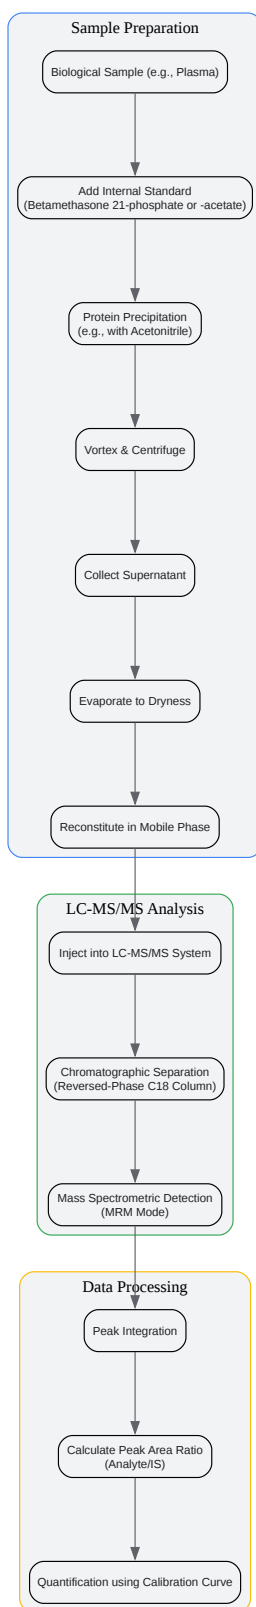 Sample Preparation
Biological Sample (e.g., Plasma)
Add Internal Standard
(Betamethasone 21-phosphate or -acetate)
Protein Precipitation
(e.g., with Acetonitrile)
Vortex & Centrifuge
Collect Supernatant
Evaporate to Dryness
Reconstitute in Mobile Phase
LC-MS/MS Analysis
Inject into LC-MS/MS System
Chromatographic Separation
(Reversed-Phase C18 Column)
Mass Spectrometric Detection
(MRM Mode)
Data Processing
Peak Integration
Calculate Peak Area Ratio
(Analyte/IS)
Quantification using Calibration Curve